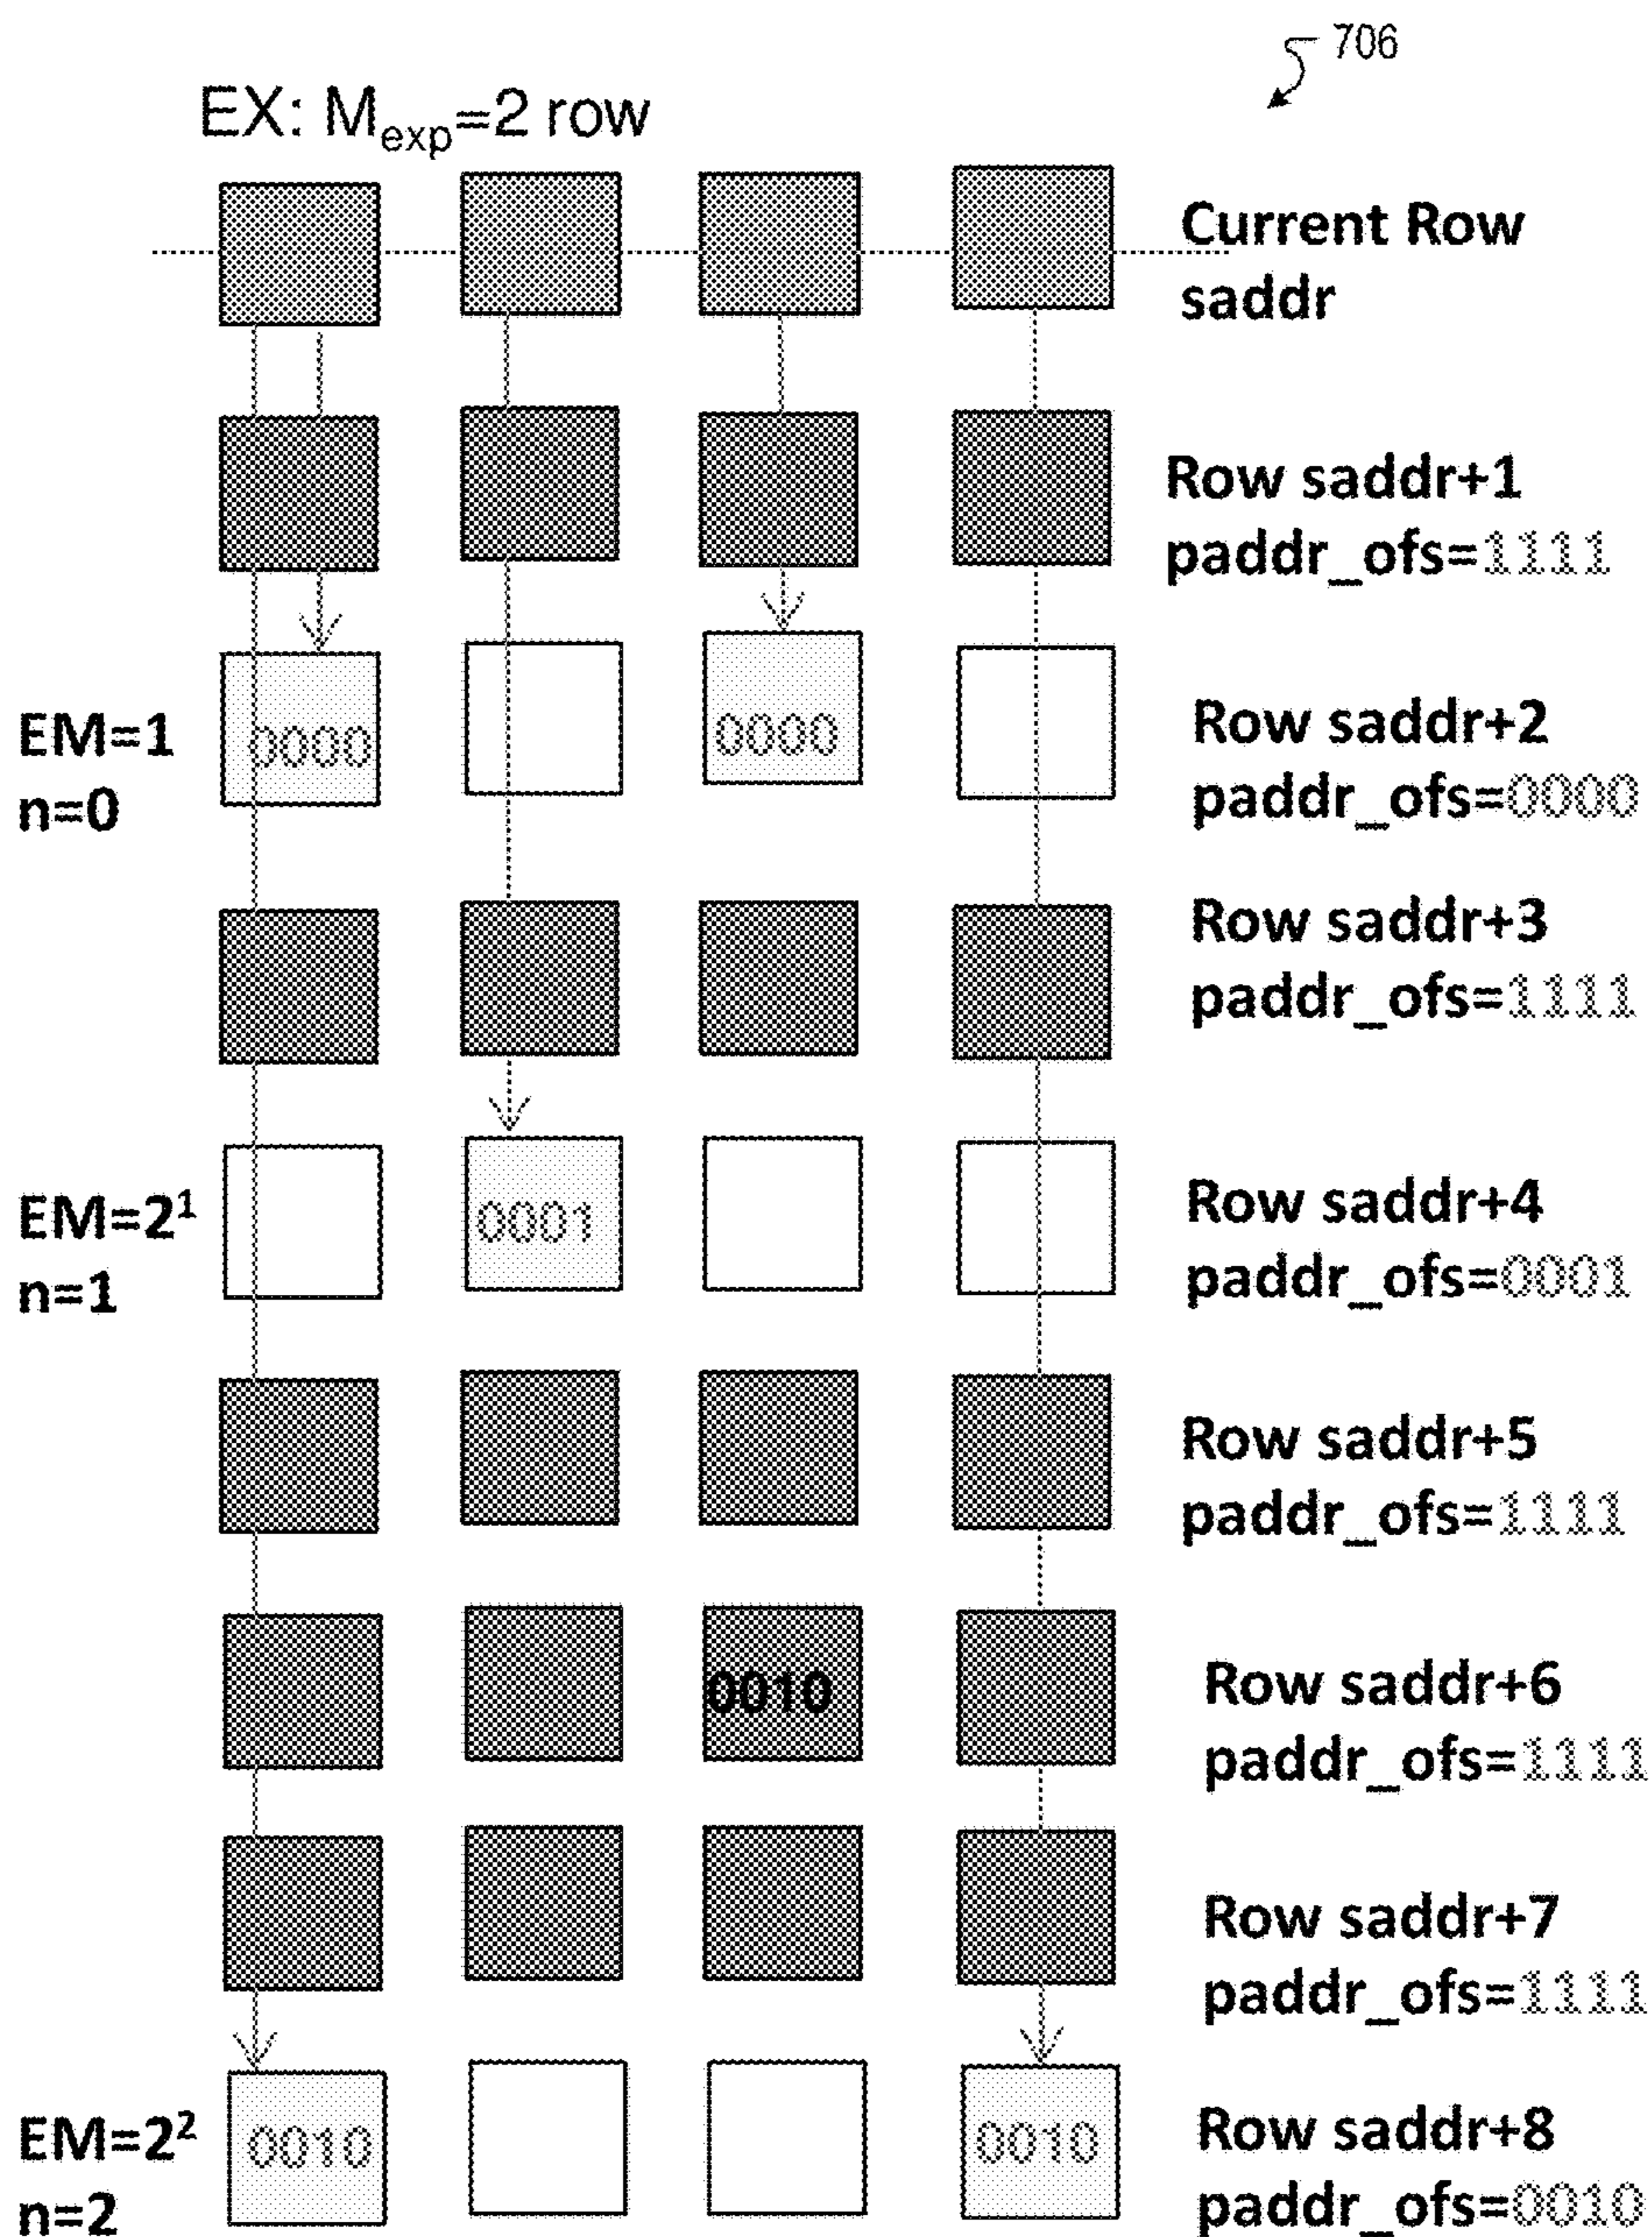 706
EX: Mexp=2 row
Current Row
saddr
Row saddr+1
paddr_ofs=1111
0000
0000
EM=1
n=0
Row saddr+2
paddr_ofs=0000
Row saddr+3
paddr_ofs=1111
0001
EM=2¹
n=1
Row saddr+4
paddr_ofs=0001
Row saddr+5
paddr_ofs=1111
0010
Row saddr+6
paddr_ofs=1111
Row saddr+7
paddr_ofs=1111
EM=2²
n=2
0010
0010
Row saddr+8
paddr_ofs=0010